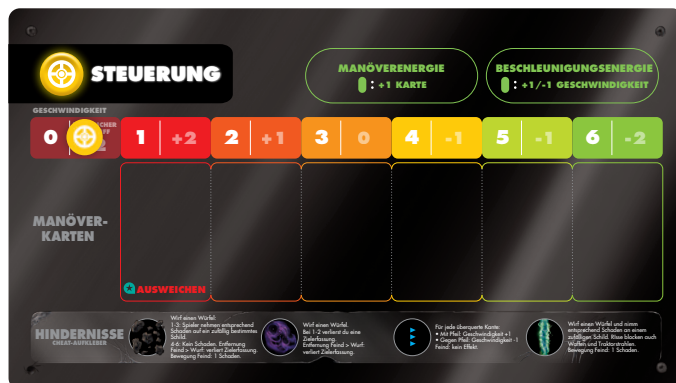 STEUERUNG
MANÖVERENERGIE
: +1 KARTE
BESCHLEUNIGUNGSENERGIE
: +1/-1 GESCHWINDIGKEIT
GESCHWINDIGKEIT
0
1 +2
2 +1
3 0
4 -1
5 -1
6 -2
MANÖVER-
KARTEN
AUSWEICHEN
HINDERNISSE
CHEAT-AUFKLEBER
Wirf einen Würfel:
1-3: Spieler nehmen entsprechend
Schaden auf ein zufällig bestimmtes
Schild.
4-6: Kein Schaden. Entfernung
Feind > Wurf: verliert Zielerfassung.
Bewegung Feind: 1 Schaden.
Wirf einen Würfel.
Bei 1-2 verlierst du eine
Zielerfassung.
Entfernung Feind > Wurf:
verliert Zielerfassung.
Für jede überquerte Kante:
• Mit Pfeil: Geschwindigkeit +1
• Gegen Pfeil: Geschwindigkeit -1
Feind: kein Effekt.
Wirf einen Würfel und nimm
entsprechend Schaden an einem
zufälligen Schild. Risse blocken auch
Waffen und Traktorstrahlen.
Bewegung Feind: 1 Schaden.